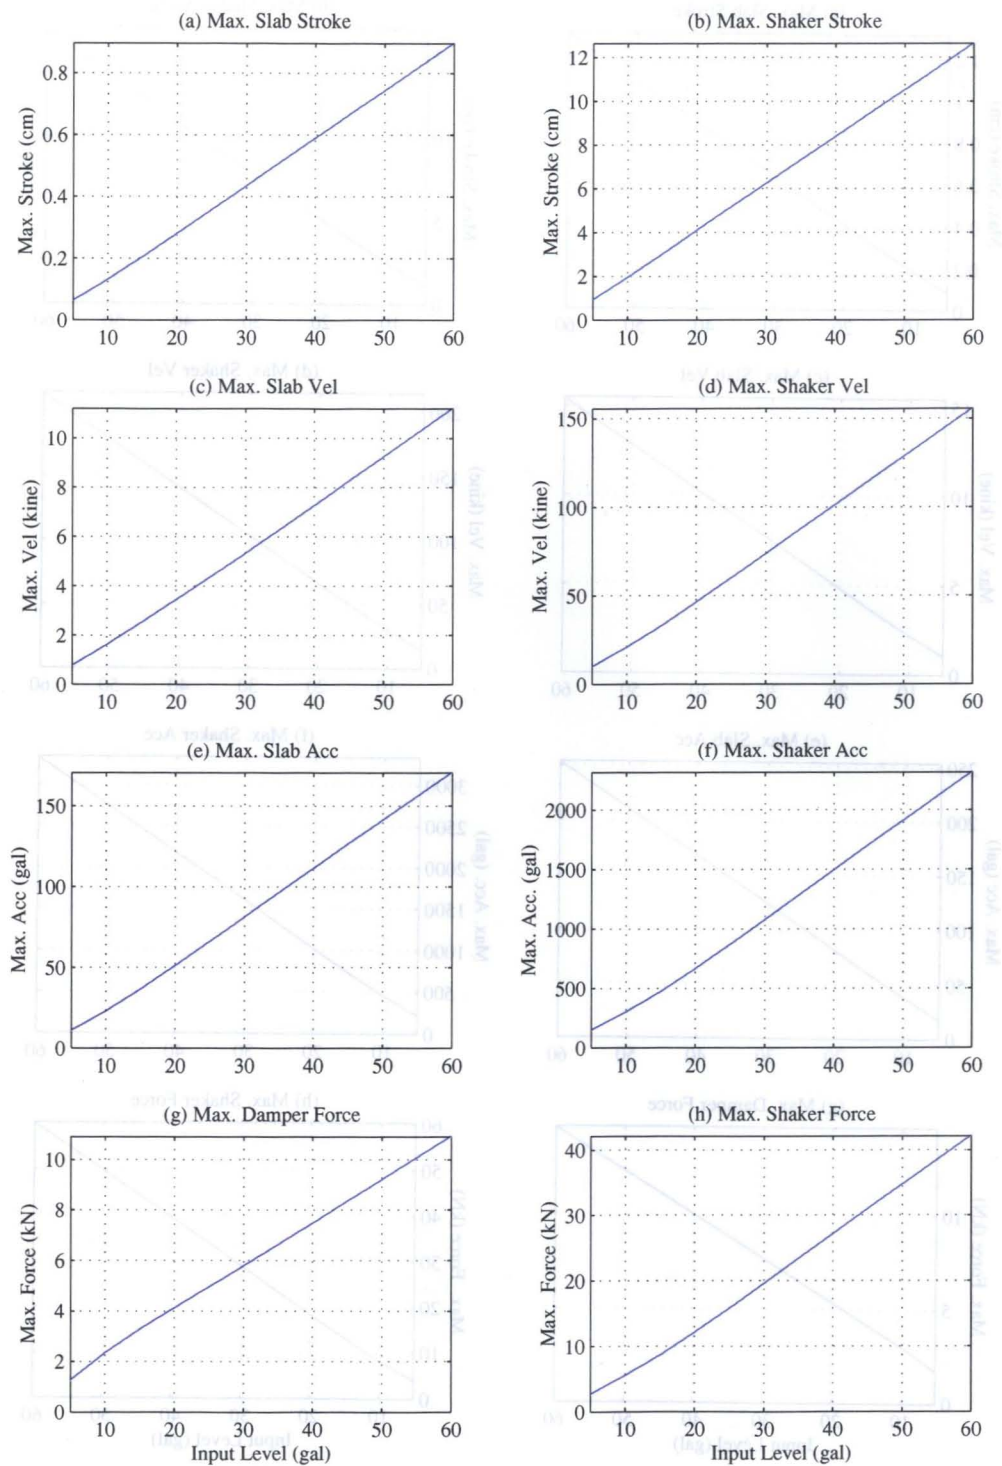 (a) Max. Slab Stroke
Max. Stroke (cm)
0.8
0.6
0.4
0.2
0
10 20 30 40 50 60
(b) Max. Shaker Stroke
Max. Stroke (cm)
12
10
8
6
4
2
0
10 20 30 40 50 60
(c) Max. Slab Vel
Max. Vel (kine)
10
8
6
4
2
0
10 20 30 40 50 60
(d) Max. Shaker Vel
Max. Vel (kine)
150
100
50
0
10 20 30 40 50 60
(e) Max. Slab Acc
Max. Acc (gal)
150
100
50
0
10 20 30 40 50 60
(f) Max. Shaker Acc
Max. Acc. (gal)
2000
1500
1000
500
0
10 20 30 40 50 60
(g) Max. Damper Force
Max. Force (kN)
10
8
6
4
2
0
10 20 30 40 50 60
Input Level (gal)
(h) Max. Shaker Force
Max. Force (kN)
40
30
20
10
0
10 20 30 40 50 60
Input Level (gal)